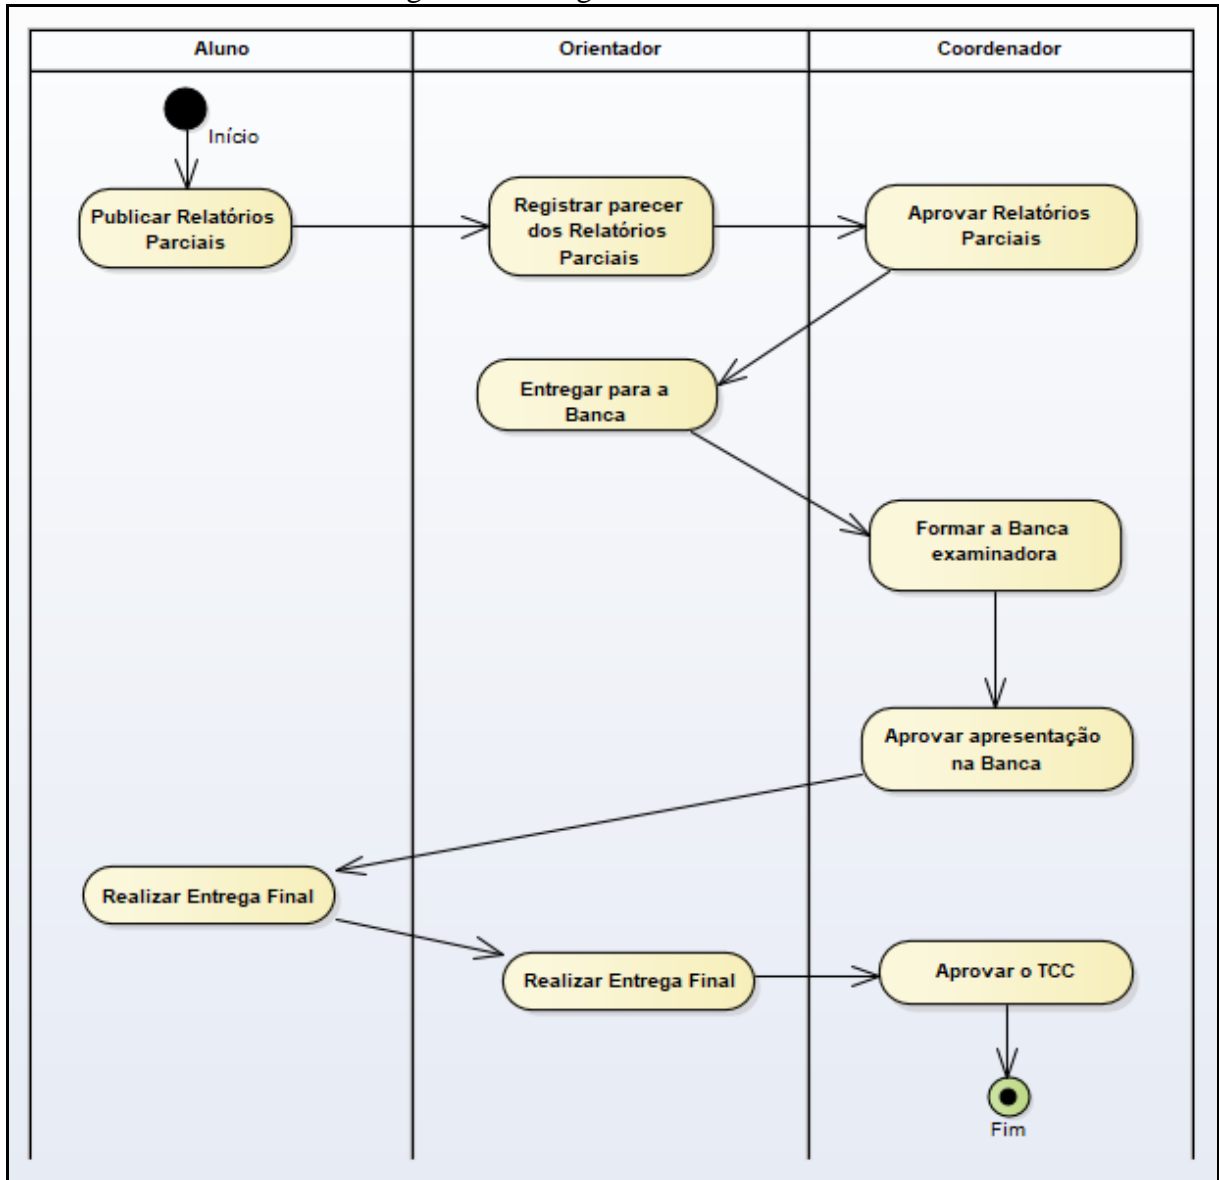 Aluno
Orientador
Coordenador
Início
Publicar Relatórios
Parciais
Registrar parecer
dos Relatórios
Parciais
Aprovar Relatórios
Parciais
Entregar para a
Banca
Formar a Banca
examinadora
Aprovar apresentação
na Banca
Realizar Entrega Final
Realizar Entrega Final
Aprovar o TCC
Fim